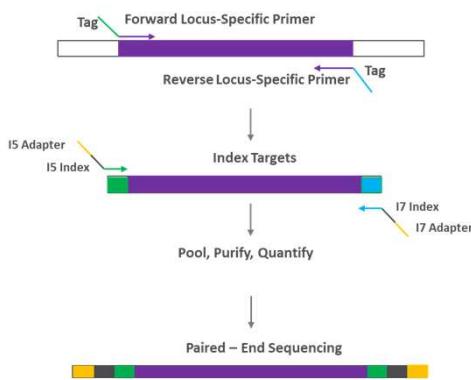 Forward Locus-Specific Primer
Tag
Reverse Locus-Specific Primer
Tag
I5 Adapter
I5 Index
Index Targets
I7 Index
I7 Adapter
Pool, Purify, Quantify
Paired – End Sequencing